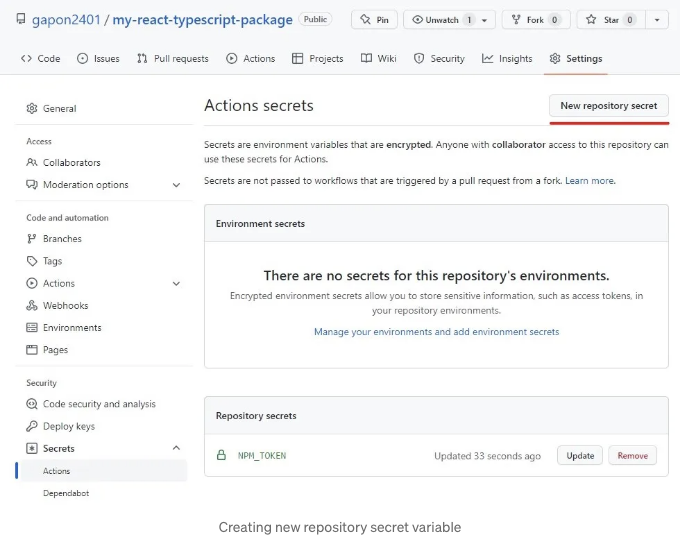 gapon2401 / my-react-typescript-package Public Pin Unwatch 1 Fork 0 Star 0
Code Issues Pull requests Actions Projects Wiki Security Insights Settings
General
Access
Collaborators
Moderation options
Code and automation
Branches
Tags
Actions
Webhooks
Environments
Pages
Security
Code security and analysis
Deploy keys
Secrets
Actions
Dependabot
Actions secrets
New repository secret
Secrets are environment variables that are encrypted. Anyone with collaborator access to this repository can
use these secrets for Actions.
Secrets are not passed to workflows that are triggered by a pull request from a fork. Learn more.
Environment secrets
There are no secrets for this repository's environments.
Encrypted environment secrets allow you to store sensitive information, such as access tokens, in
your repository environments.
Manage your environments and add environment secrets
Repository secrets
NPM_TOKEN Updated 33 seconds ago Update Remove
Creating new repository secret variable